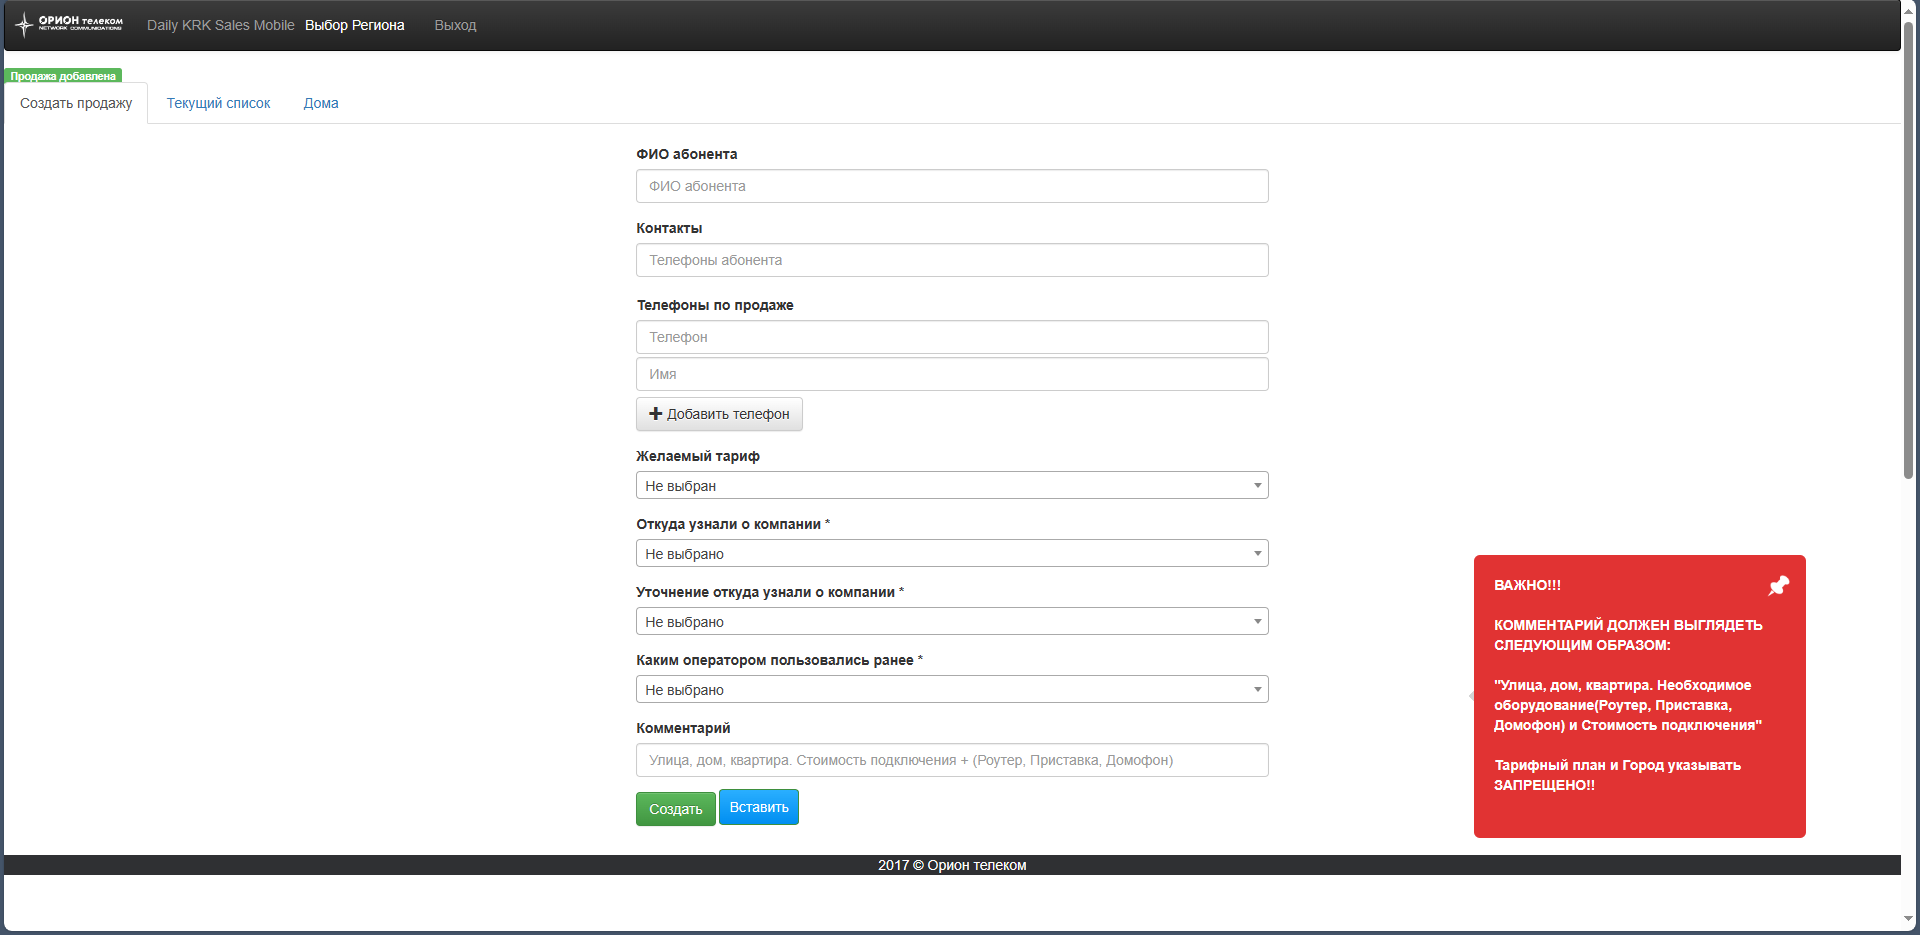 ОРИОН телеком
NETWORK COMMUNICATIONS
Daily KRK Sales Mobile Выбор Региона Выход
Продажа добавлена
Создать продажу Текущий список Дома
ФИО абонента
ФИО абонента
Контакты
Телефоны абонента
Телефоны по продаже
Телефон
Имя
Добавить телефон
Желаемый тариф
Не выбран
Откуда узнали о компании *
Не выбрано
Уточнение откуда узнали о компании *
Не выбрано
Каким оператором пользовались ранее *
Не выбрано
Комментарий
Улица, дом, квартира. Стоимость подключения + (Роутер, Приставка, Домофон)
Создать Вставить
ВАЖНО!!!
КОММЕНТАРИЙ ДОЛЖЕН ВЫГЛЯДЕТЬ
СЛЕДУЮЩИМ ОБРАЗОМ:
"Улица, дом, квартира. Необходимое
оборудование(Роутер, Приставка,
Домофон) и Стоимость подключения"
Тарифный план и Город указывать
ЗАПРЕЩЕНО!!
2017 © Орион телеком